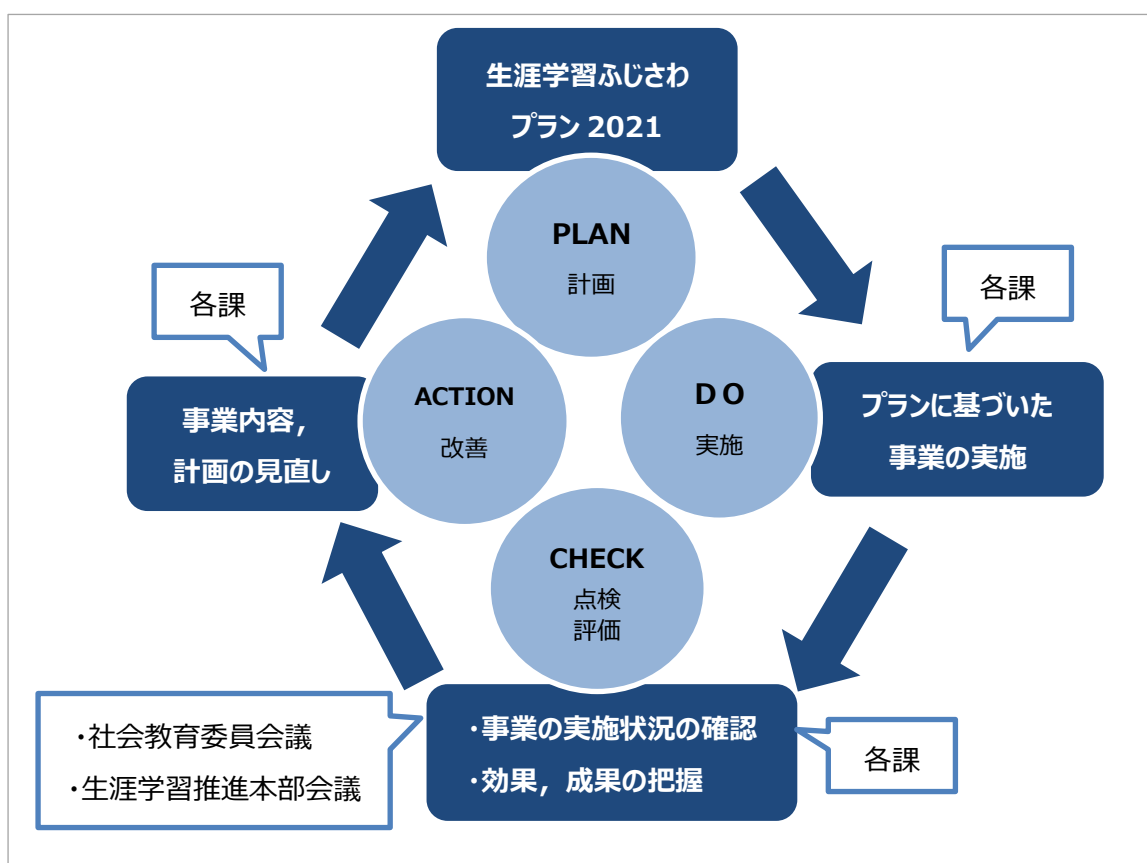 生涯学習ふじさわ
プラン 2021
PLAN
計画
各課
各課
ACTION
改善
DO
実施
事業内容，
計画の見直し
プランに基づいた
事業の実施
CHECK
点検
評価
・社会教育委員会議
・生涯学習推進本部会議
・事業の実施状況の確認
・効果，成果の把握
各課